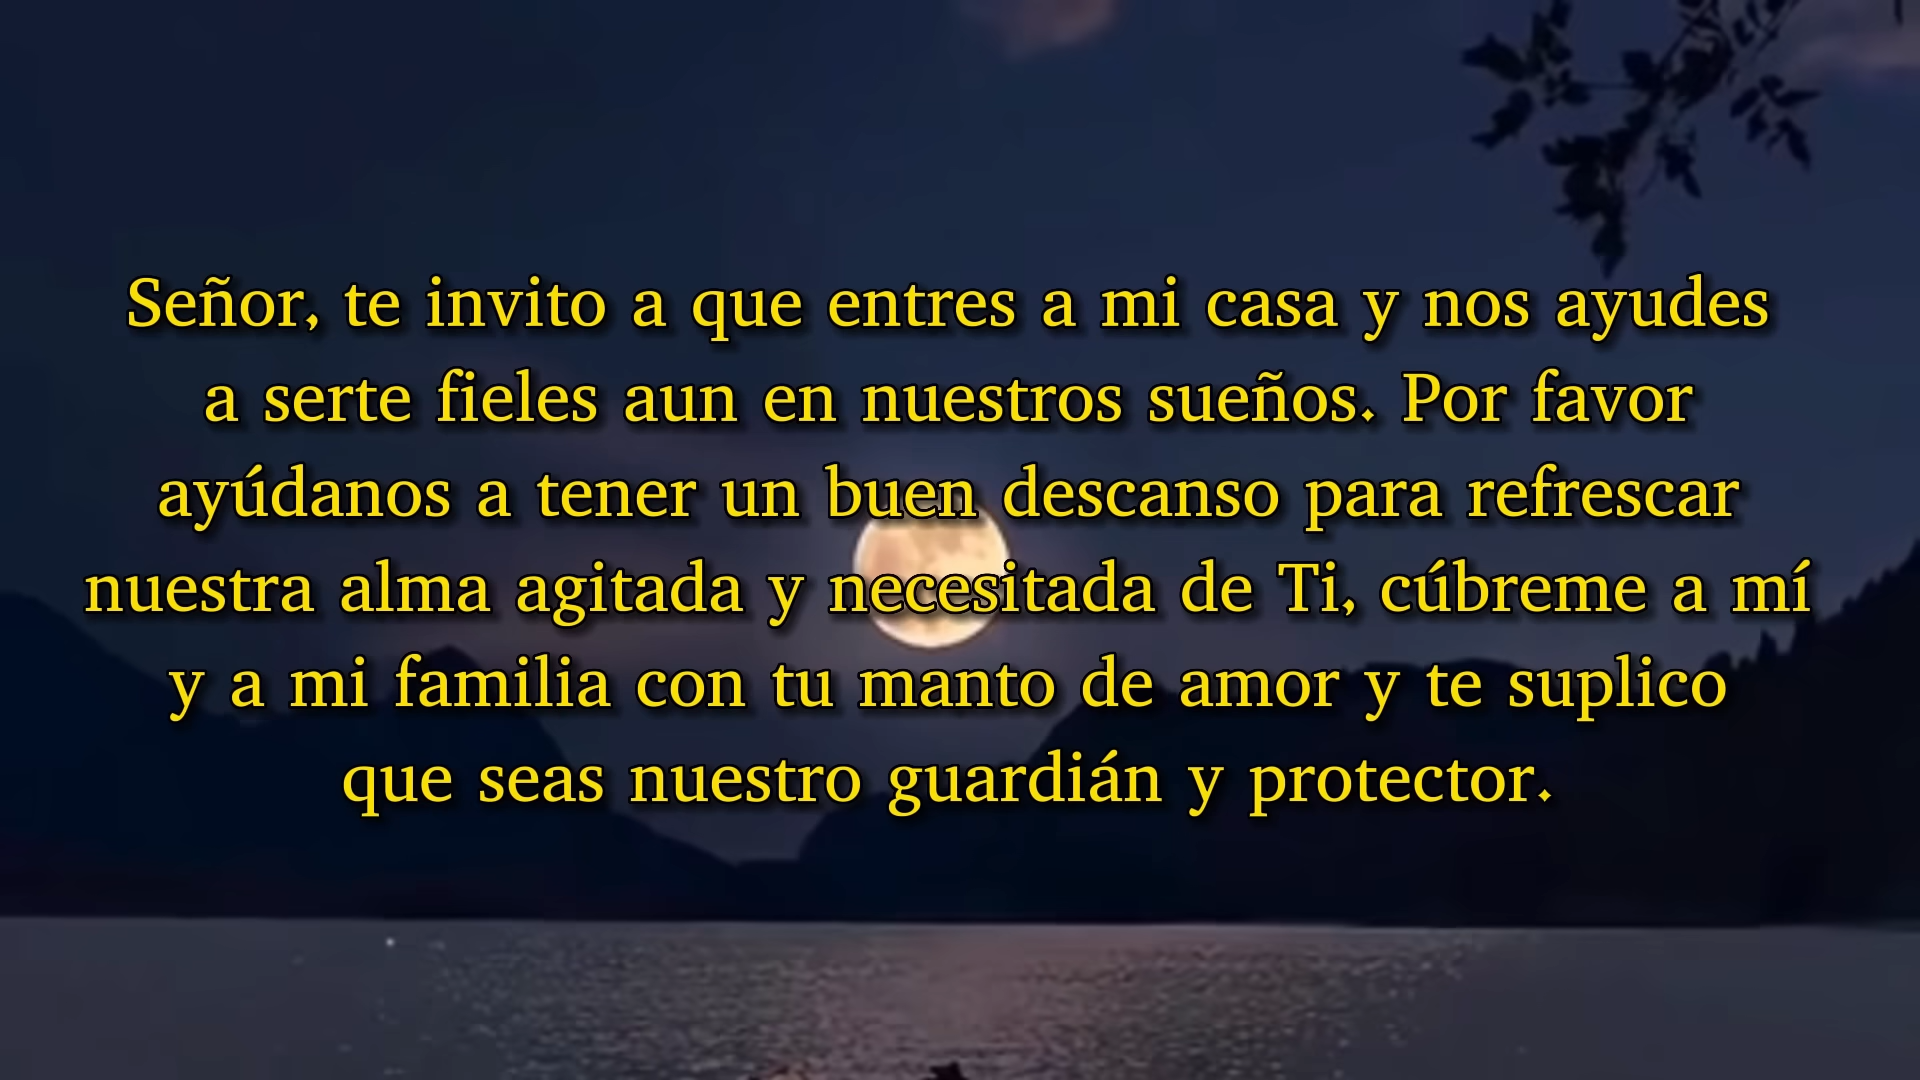 Señor, te invito a que entres a mi casa y nos ayudes
a serte fieles aun en nuestros sueños. Por favor
ayúdanos a tener un buen descanso para refrescar
nuestra alma agitada y necesitada de Ti, cúbreme a mí
y a mi familia con tu manto de amor y te suplico
que seas nuestro guardián y protector.